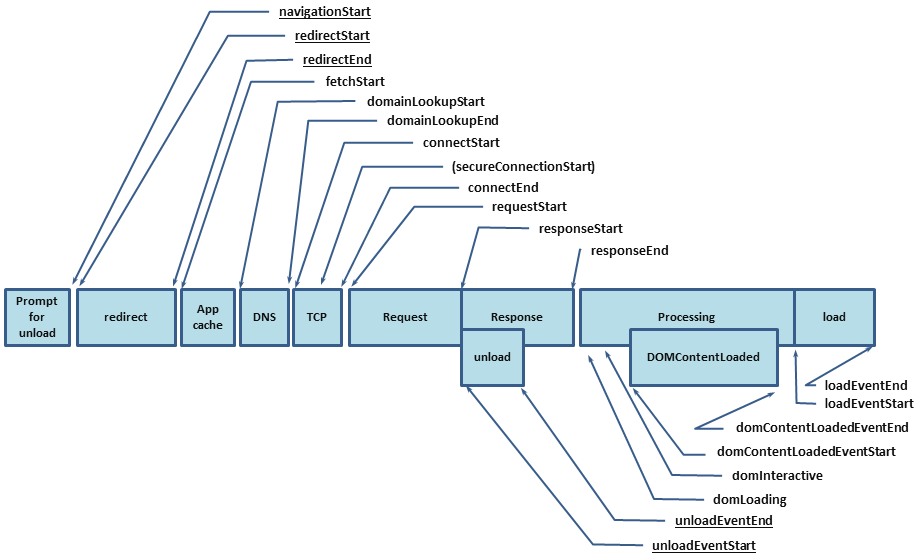 navigationStart
redirectStart
redirectEnd
fetchStart
domainLookupStart
domainLookupEnd
connectStart
(secureConnectionStart)
connectEnd
requestStart
responseStart
responseEnd
Prompt
for
unload
redirect
App
cache
DNS
TCP
Request
Response
unload
Processing
DOMContentLoaded
load
loadEventEnd
loadEventStart
domContentLoadedEventEnd
domContentLoadedEventStart
domInteractive
domLoading
unloadEventEnd
unloadEventStart